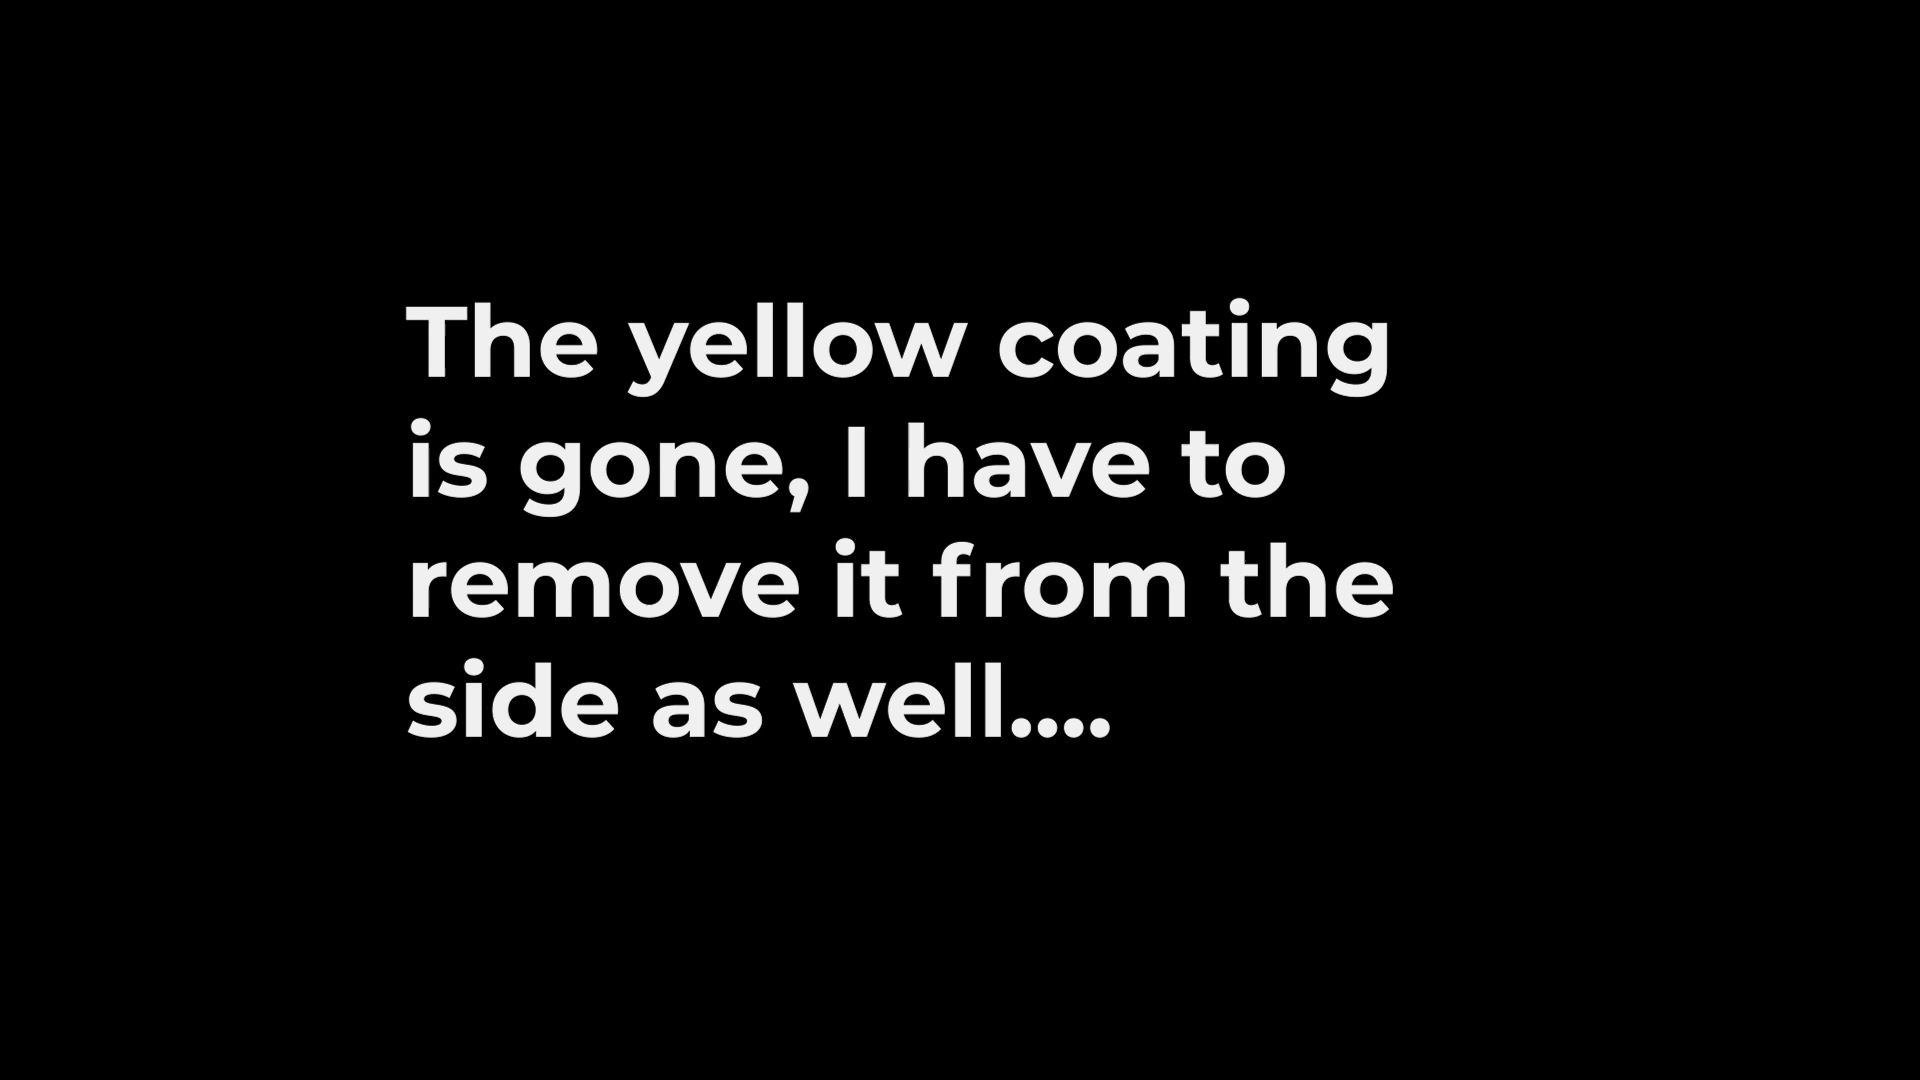 The yellow coating
is gone, I have to
remove it from the
side as well....